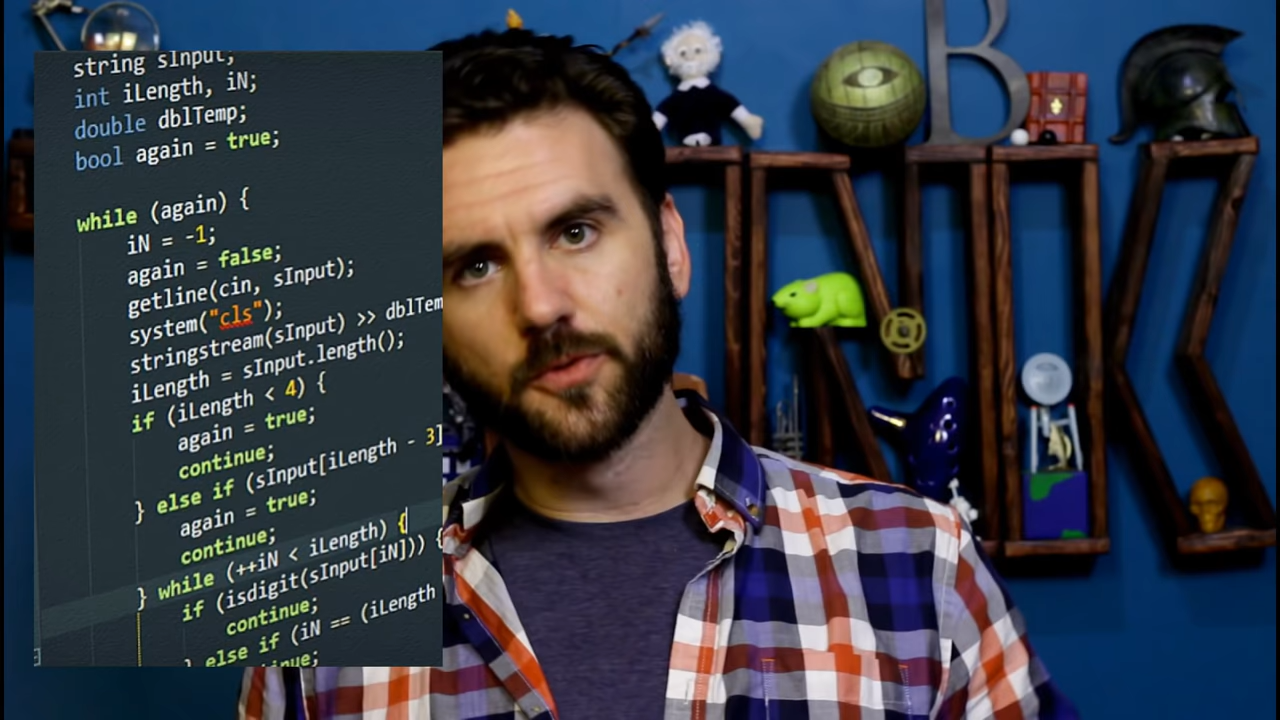 string sInput;
int iLength, iN;
double dblTemp;
bool again = true;
while (again) {
iN = -1;
again = false;
getline(cin, sInput);
system("cls");
stringstream(sInput) >> dblTem
iLength = sInput.length();
if (iLength < 4) {
again = true;
continue;
} else if (sInput[iLength - 3]
again = true;
continue;
} while (++iN < iLength) {
if (isdigit(sInput[iN])) {
continue;
} else if (iN == (iLength
B